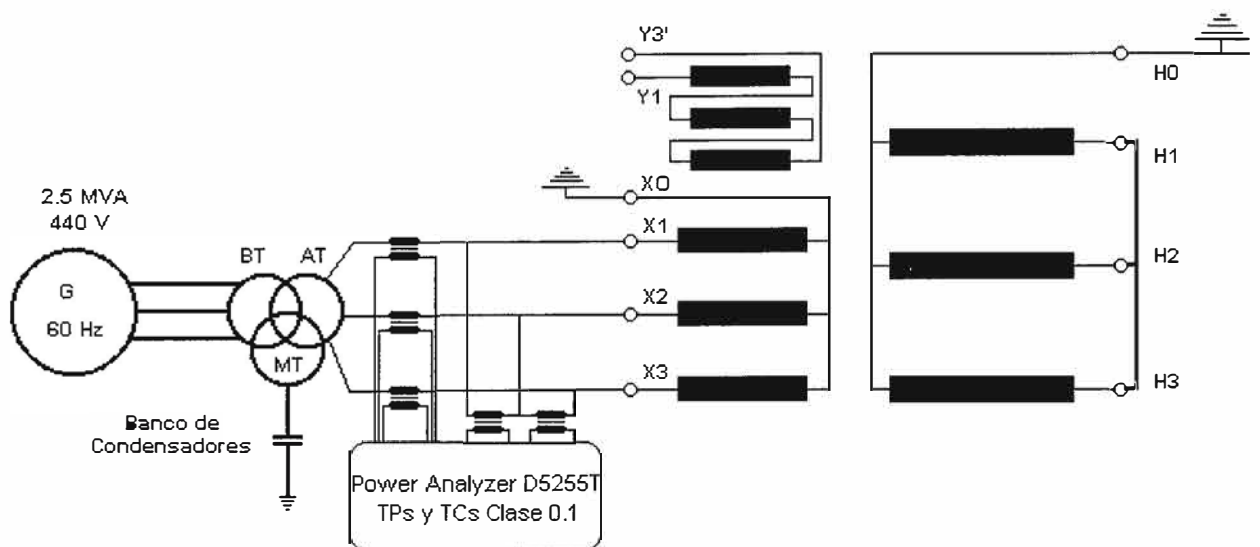 Y3'
Y1
H0
H1
X0
X1
H2
X2
H3
X3
2.5 MVA
440 V
BT AT
G
60 Hz
MT
Banco de
Condensadores
Power Analyzer D5255T
TPs y TCs Clase 0.1